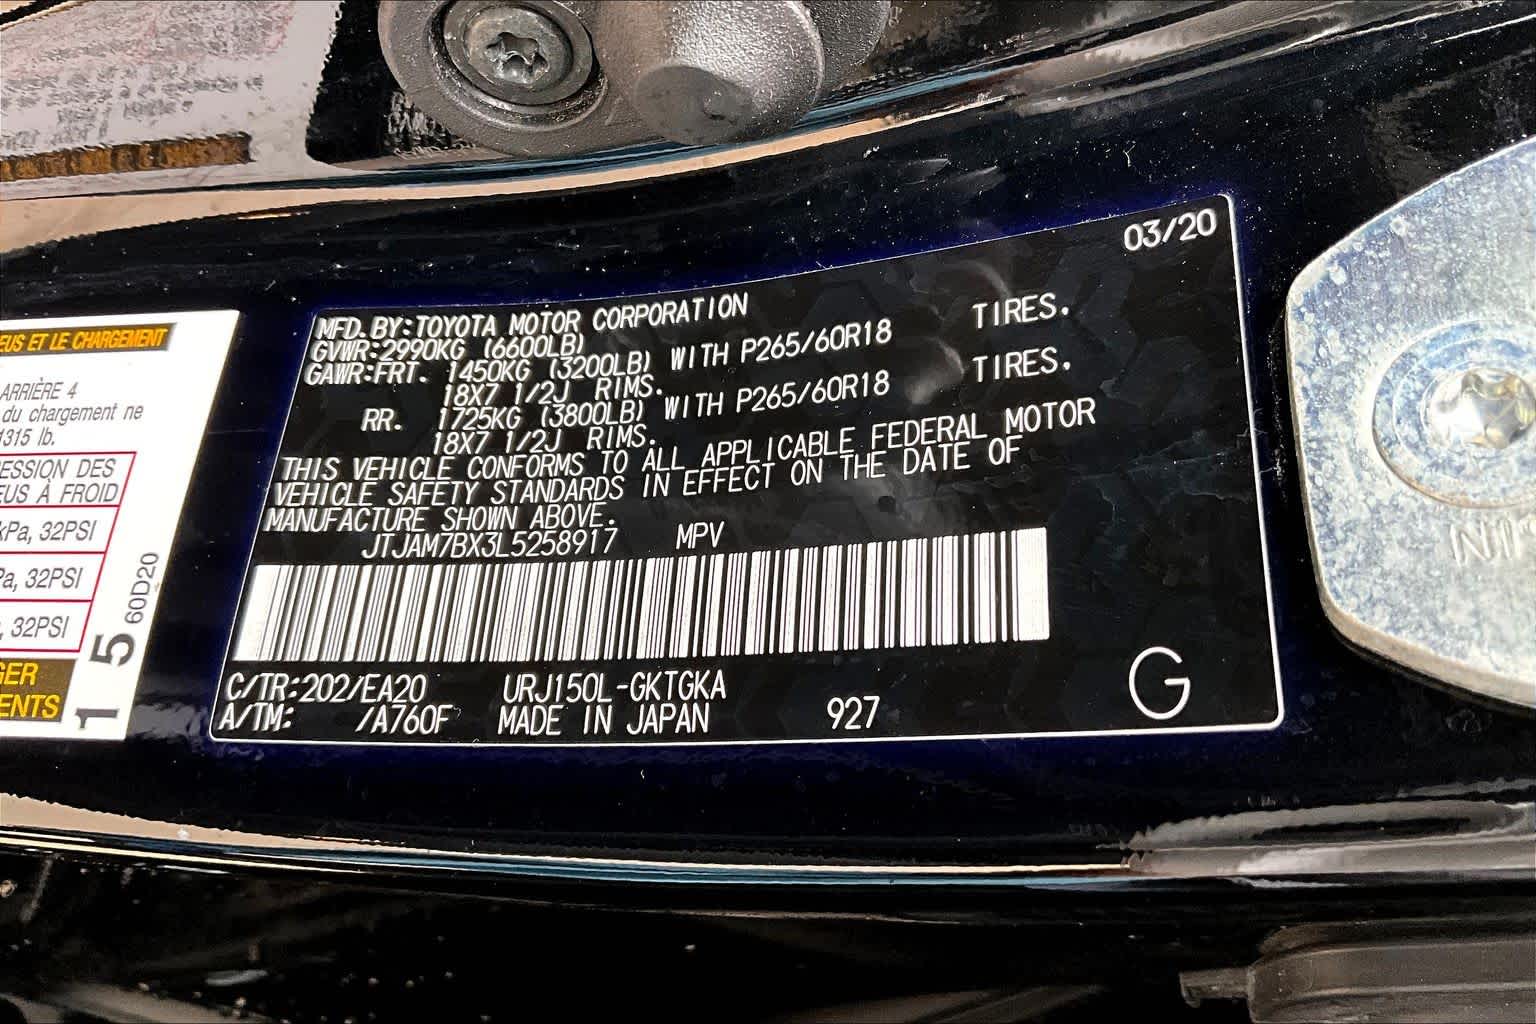 EUS ET LE CHARGEMENT
ARRIÈRE 4
du chargement ne
1315 lb.
ESSION DES
EUS À FROID
kPa, 32PSI
Pa, 32PSI
, 32PSI
GER
ENTS
1 5 60D20
03/20
MFD. BY:TOYOTA MOTOR CORPORATION
GVWR:2990KG (6600LB)
GAWR:FRT. 1450KG (3200LB) WITH P265/60R18 TIRES.
18X7 1/2J RIMS.
RR. 1725KG (3800LB) WITH P265/60R18 TIRES.
18X7 1/2J RIMS.
THIS VEHICLE CONFORMS TO ALL APPLICABLE FEDERAL MOTOR
VEHICLE SAFETY STANDARDS IN EFFECT ON THE DATE OF
MANUFACTURE SHOWN ABOVE.
JTJAM7BX3L5258917 MPV
C/TR:202/EA20 URJ150L-GKTGKA
A/TM: /A760F MADE IN JAPAN 927
G